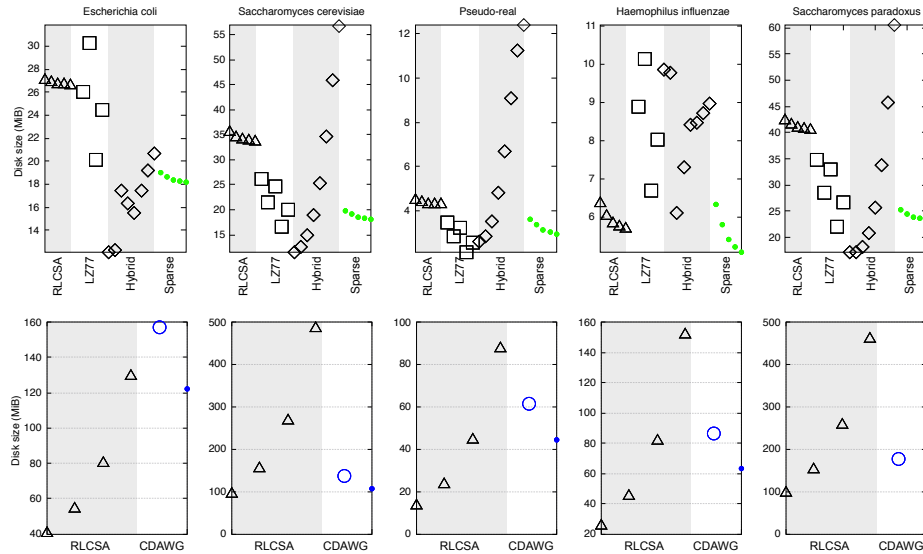 Escherichia coli
Saccharomyces cerevisiae
Pseudo-real
Haemophilus influenzae
Saccharomyces paradoxus
Disk size (MiB)
30
28
26
24
22
20
18
16
14
RLCSA
LZ77
Hybrid
Sparse
55
50
45
40
35
30
25
20
15
RLCSA
LZ77
Hybrid
Sparse
12
10
8
6
4
RLCSA
LZ77
Hybrid
Sparse
10
9
8
7
6
RLCSA
LZ77
Hybrid
Sparse
60
55
50
45
40
35
30
25
20
RLCSA
LZ77
Hybrid
Sparse
Disk size (MiB)
160
140
120
100
80
60
40
RLCSA
CDAWG
500
400
300
200
100
0
RLCSA
CDAWG
100
80
60
40
20
0
RLCSA
CDAWG
160
140
120
100
80
60
40
20
RLCSA
CDAWG
500
400
300
200
100
0
RLCSA
CDAWG